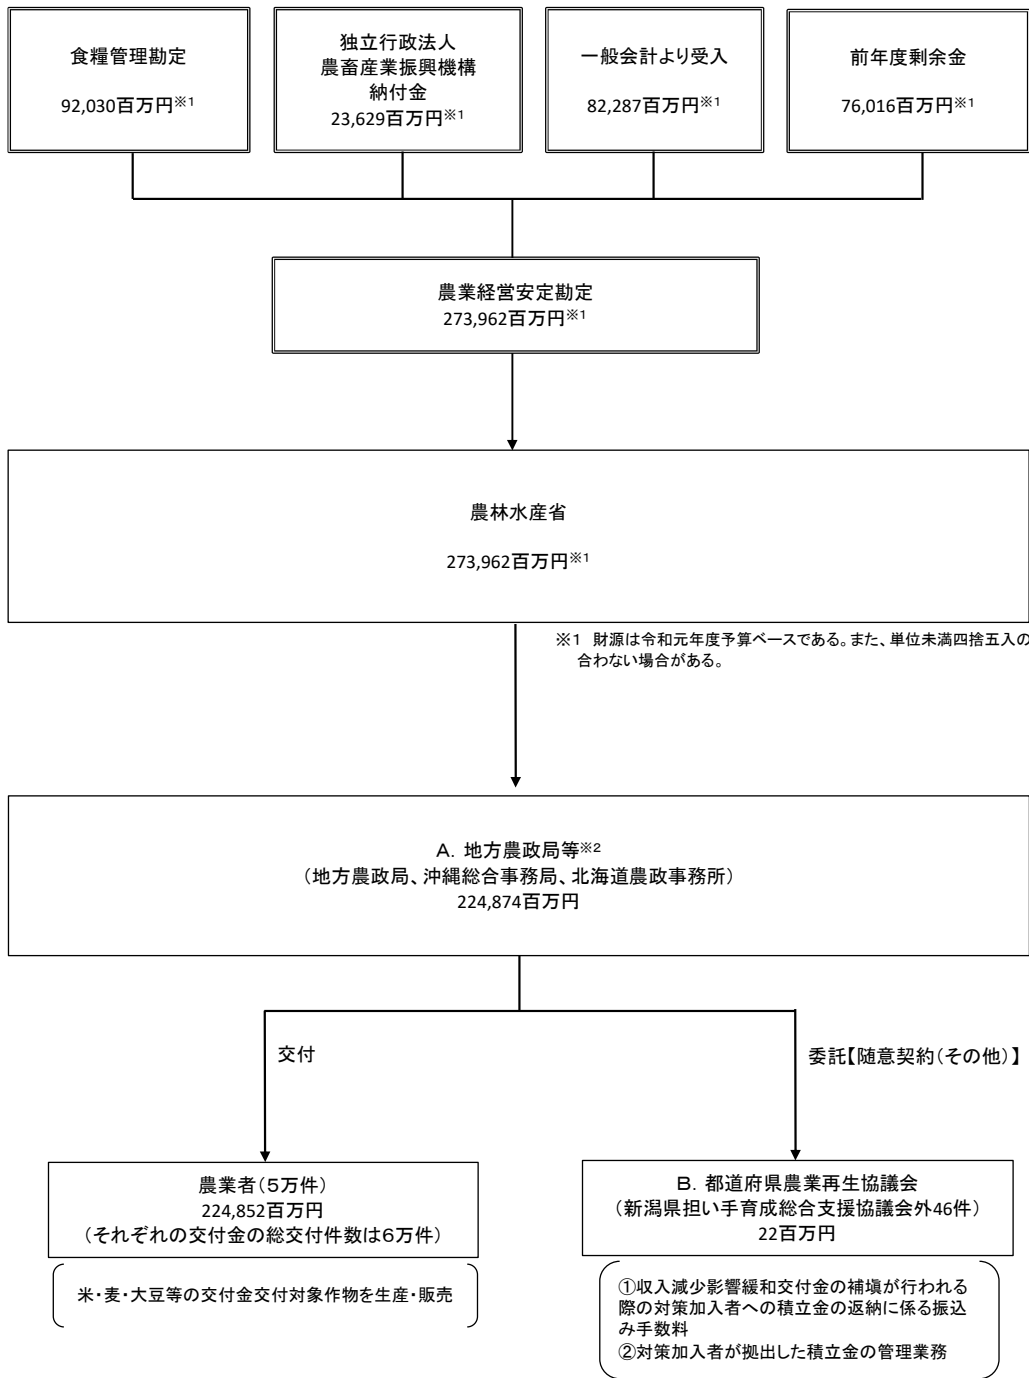 食糧管理勘定
92,030百万円※1
独立行政法人
農畜産業振興機構
納付金
23,629百万円※1
一般会計より受入
82,287百万円※1
前年度剰余金
76,016百万円※1
農業経営安定勘定
273,962百万円※1
農林水産省
273,962百万円※1
※1 財源は令和元年度予算ベースである。また、単位未満四捨五入の
合わない場合がある。
A. 地方農政局等※2
（地方農政局、沖縄総合事務局、北海道農政事務所）
224,874百万円
交付
委託【随意契約（その他）】
農業者（5万件）
224,852百万円
（それぞれの交付金の総交付件数は6万件）
米・麦・大豆等の交付金交付対象作物を生産・販売
B. 都道府県農業再生協議会
（新潟県担い手育成総合支援協議会外46件）
22百万円
①収入減少影響緩和交付金の補塡が行われる
際の対策加入者への積立金の返納に係る振込
み手数料
②対策加入者が拠出した積立金の管理業務